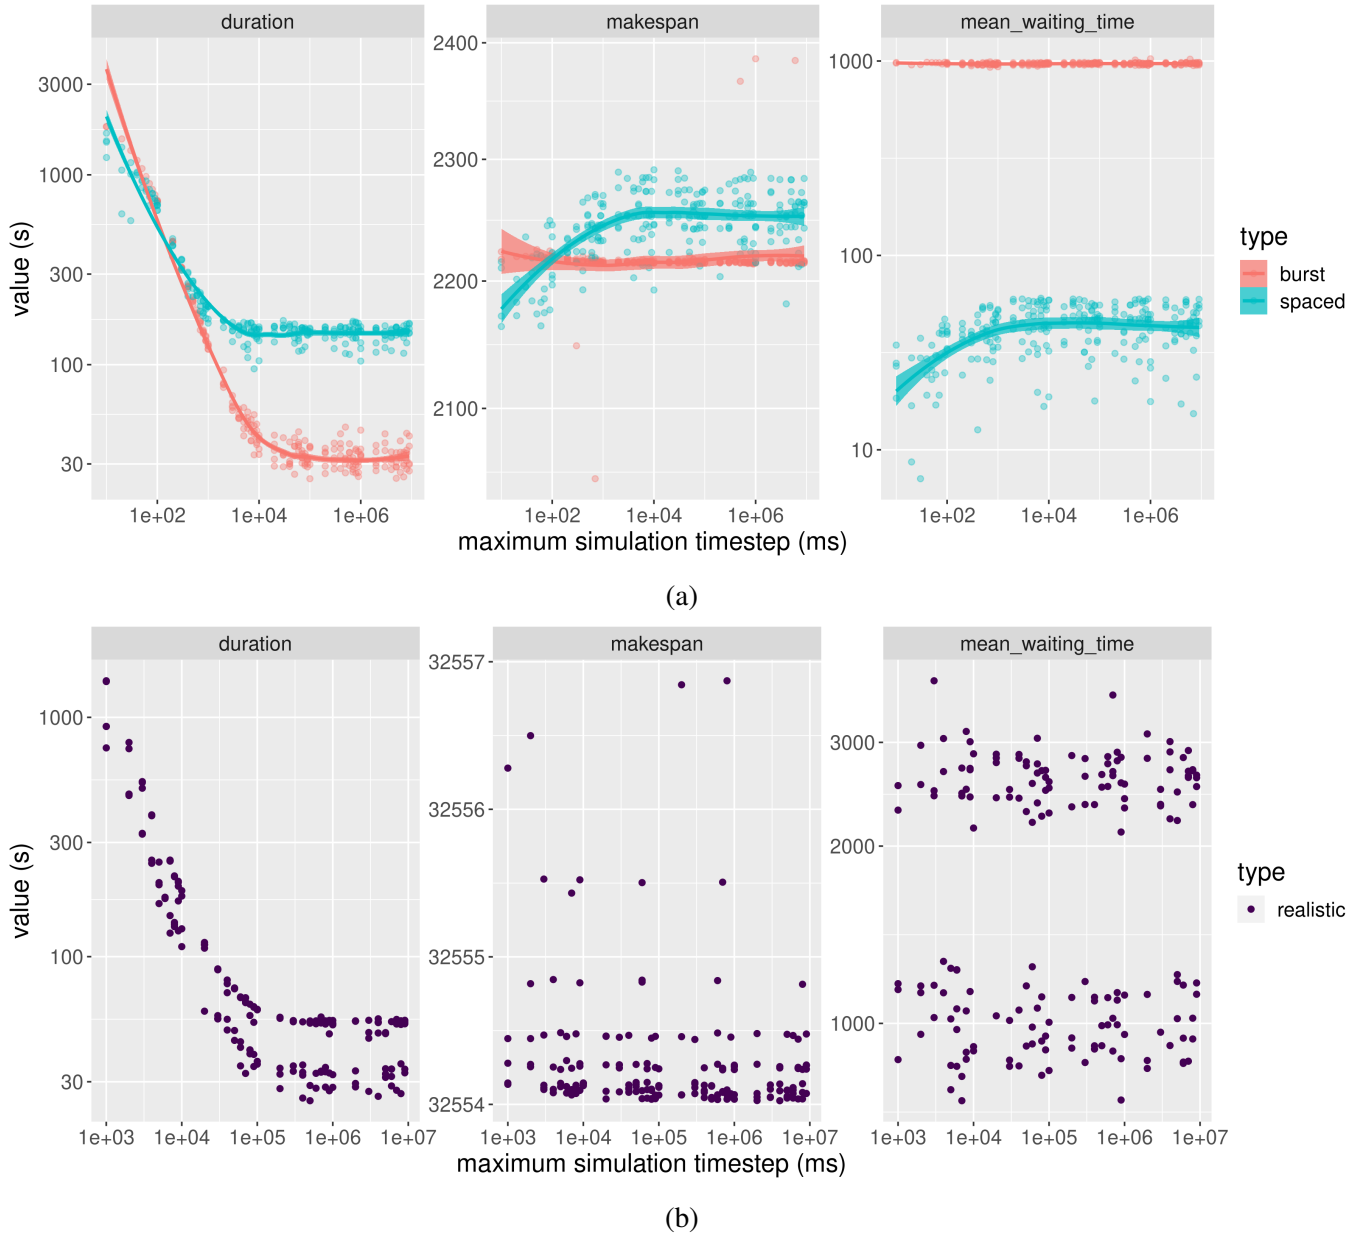 duration makespan mean_waiting_time
value (s)
3000
1000
300
100
30
2400
2300
2200
2100
1000
100
10
1e+02 1e+04 1e+06 1e+02 1e+04 1e+06 1e+02 1e+04 1e+06
maximum simulation timestep (ms)
type
burst
spaced
(a)
duration makespan mean_waiting_time
value (s)
1000
300
100
30
32557
32556
32555
32554
3000
2000
1000
1e+03 1e+04 1e+05 1e+06 1e+07 1e+03 1e+04 1e+05 1e+06 1e+07 1e+03 1e+04 1e+05 1e+06 1e+07
maximum simulation timestep (ms)
type
realistic
(b)